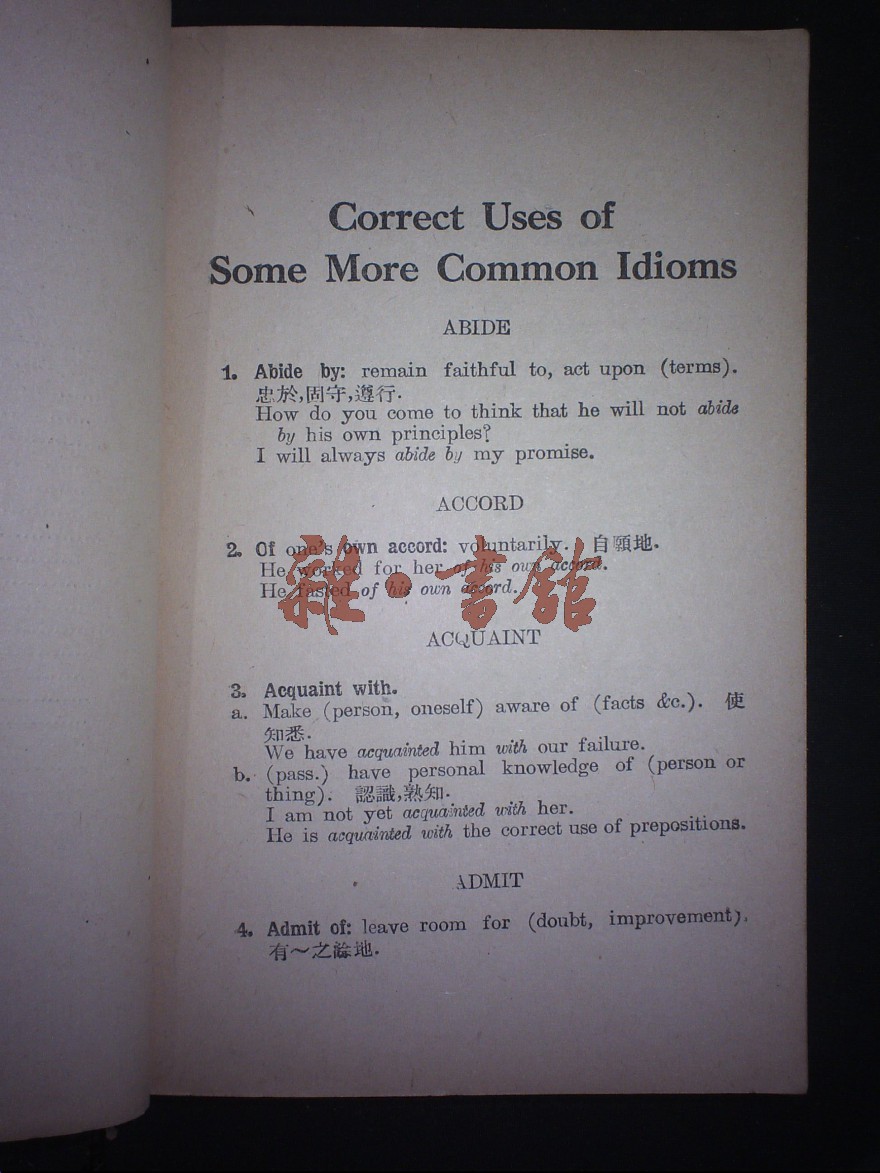 Correct Uses of
Some More Common Idioms
ABIDE
1. Abide by: remain faithful to, act upon (terms).
忠於,固守,遵行.
How do you come to think that he will not abide
by his own principles?
I will always abide by my promise.
ACCORD
2. Of one's own accord: voluntarily. 自願地.
He worked for her of his own accord.
He fasted of his own accord.
雜·書館
ACQUAINT
3. Acquaint with.
a. Make (person, oneself) aware of (facts &c.). 使
知悉.
We have acquainted him with our failure.
b. (pass.) have personal knowledge of (person or
thing). 認識,熟知.
I am not yet acquainted with her.
He is acquainted with the correct use of prepositions.
ADMIT
4. Admit of: leave room for (doubt, improvement).
有~之餘地.